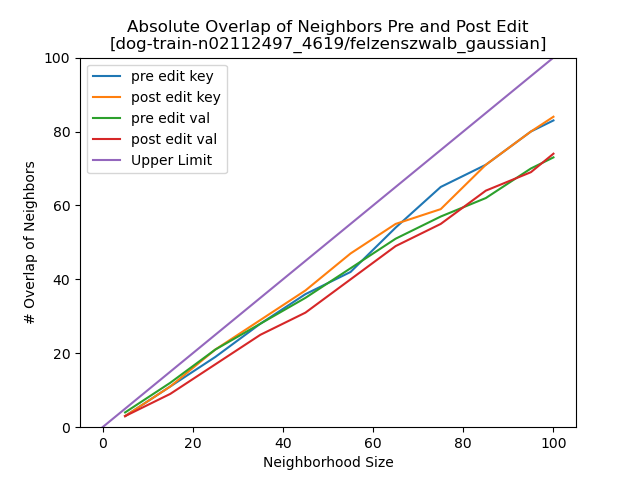 Absolute Overlap of Neighbors Pre and Post Edit
[dog-train-n02112497_4619/felzenszwalb_gaussian]
pre edit key
post edit key
pre edit val
post edit val
Upper Limit
# Overlap of Neighbors
100
80
60
40
20
0
0 20 40 60 80 100
Neighborhood Size